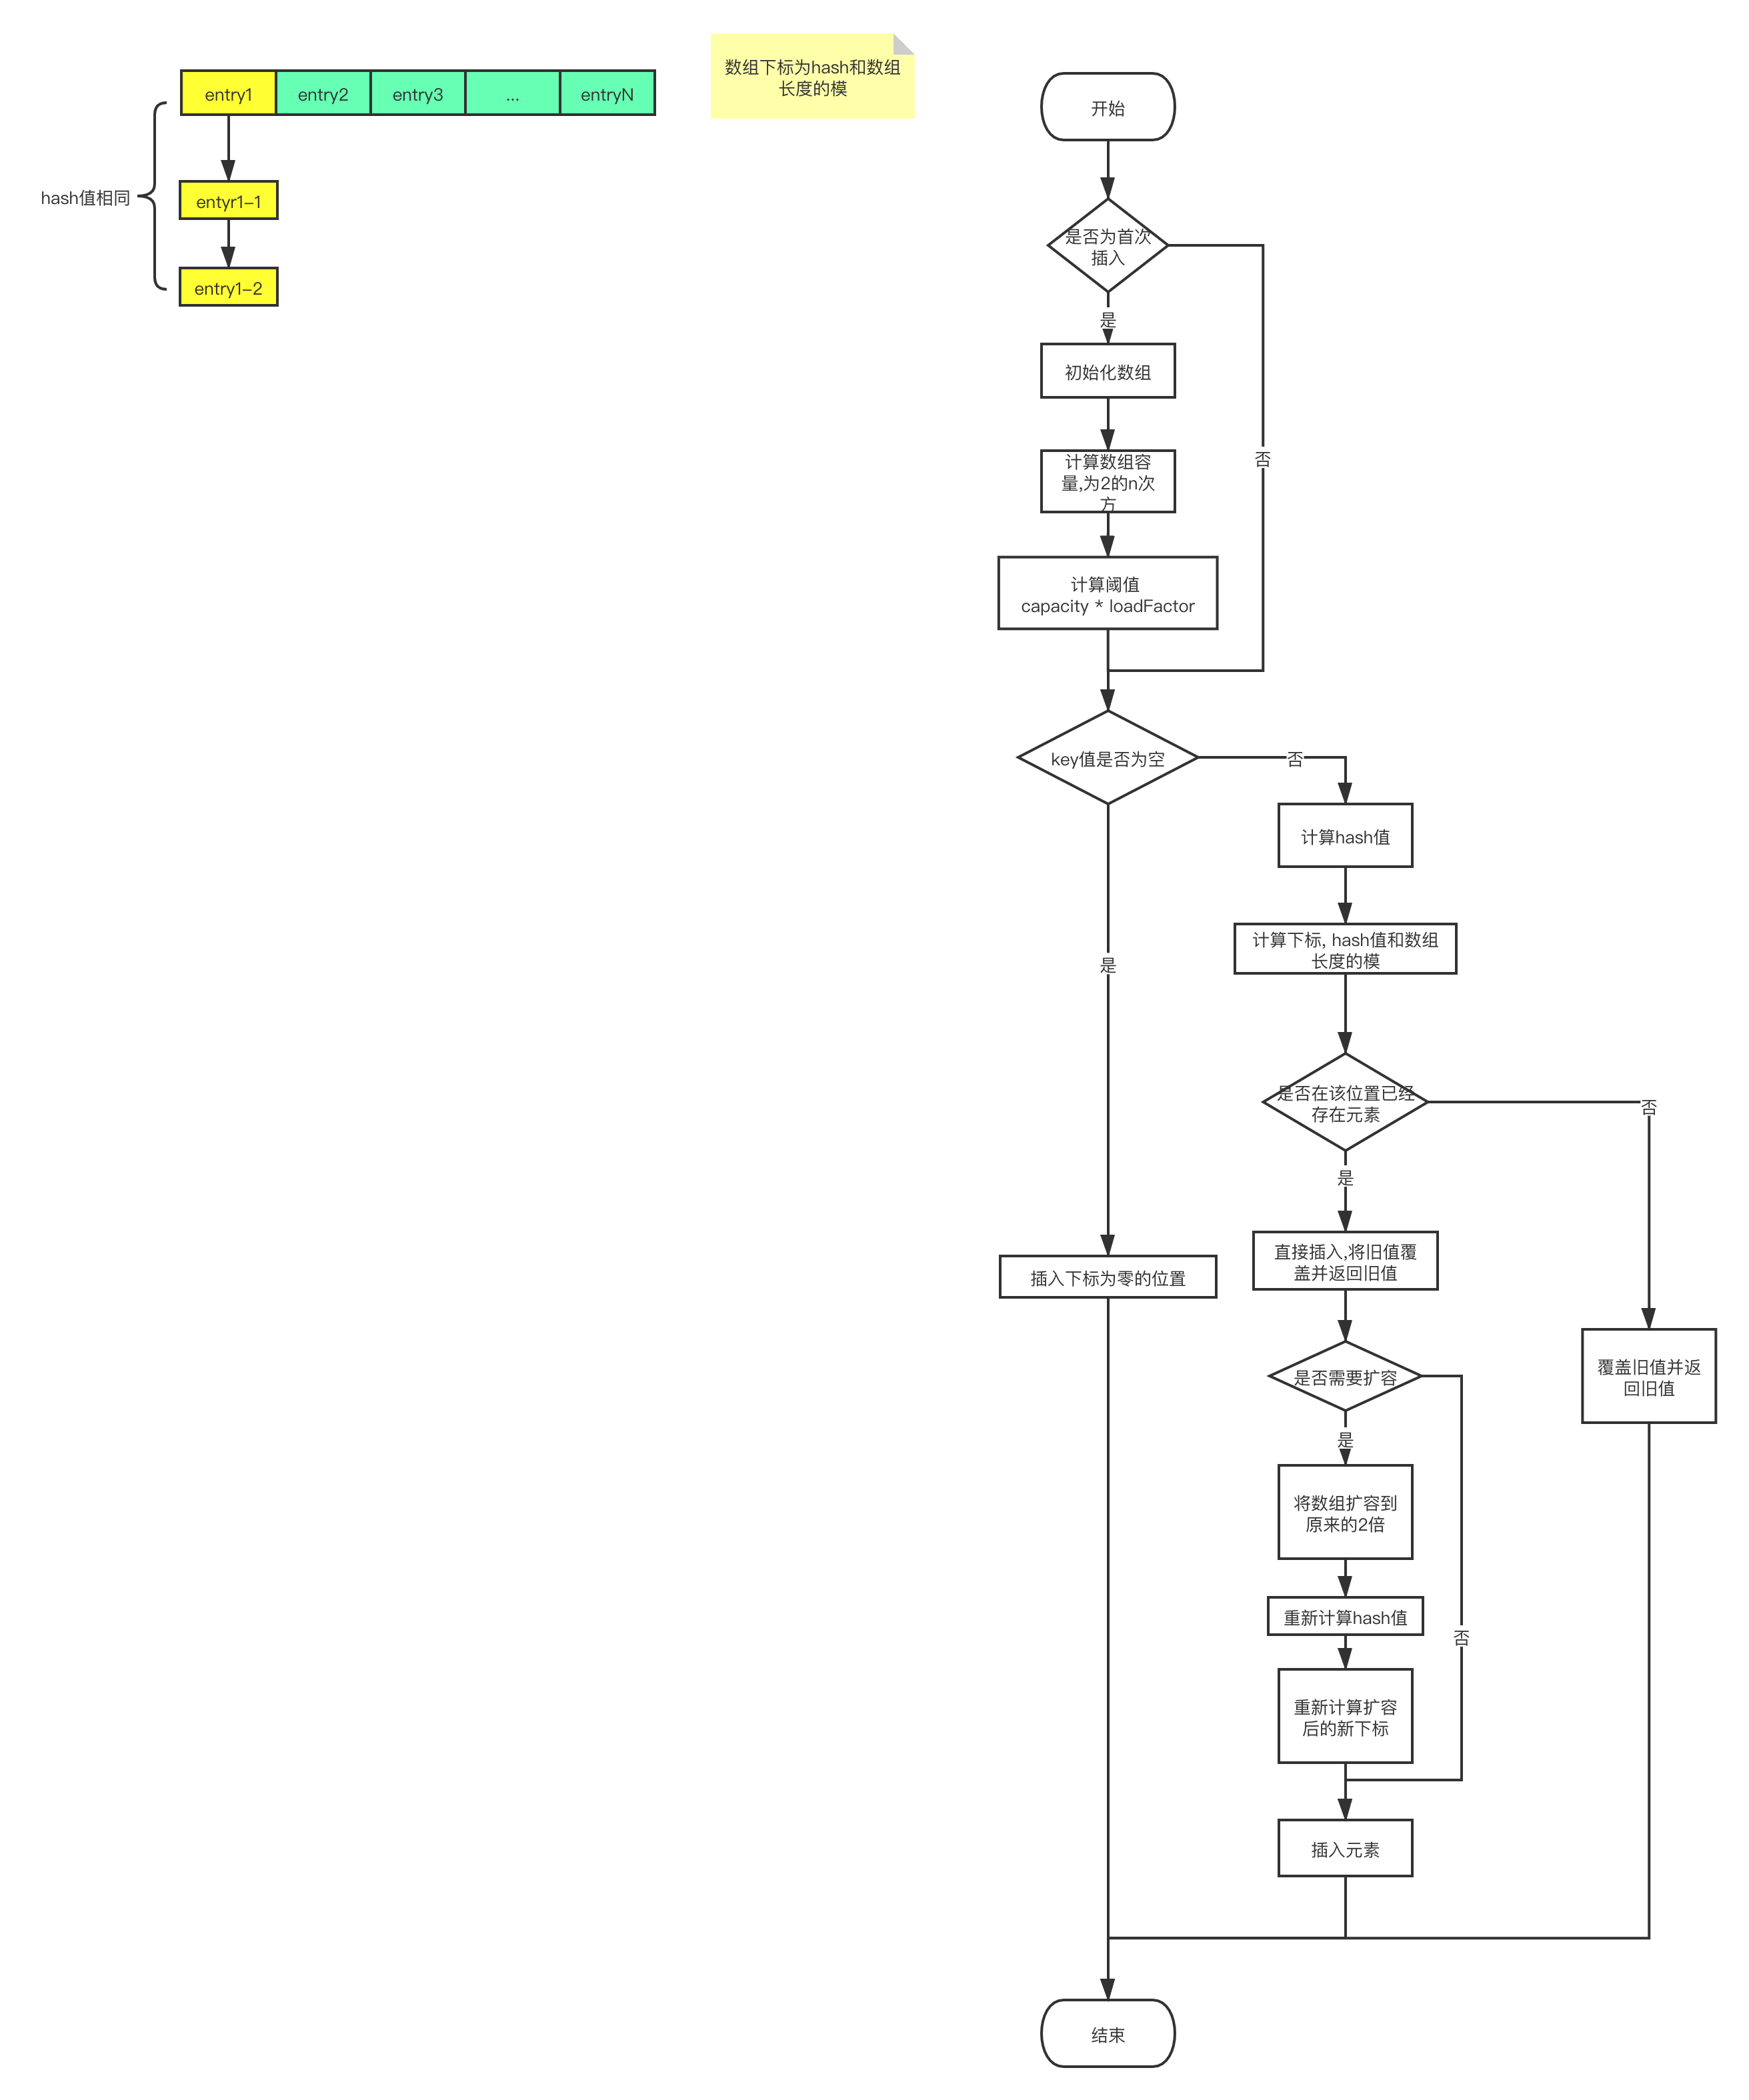 entry1
entry2
entry3
...
entryN
hash值相同
entyr1-1
entry1-2
数组下标为hash和数组
长度的模
开始
是否为首次
插入
是
否
初始化数组
计算数组容
量,为2的n次
方
计算阈值
capacity * loadFactor
key值是否为空
否
是
计算hash值
计算下标, hash值和数组
长度的模
是否在该位置已经
存在元素
否
是
直接插入,将旧值覆
盖并返回旧值
插入下标为零的位置
覆盖旧值并返
回旧值
是否需要扩容
是
否
将数组扩容到
原来的2倍
重新计算hash值
重新计算扩容
后的新下标
插入元素
结束